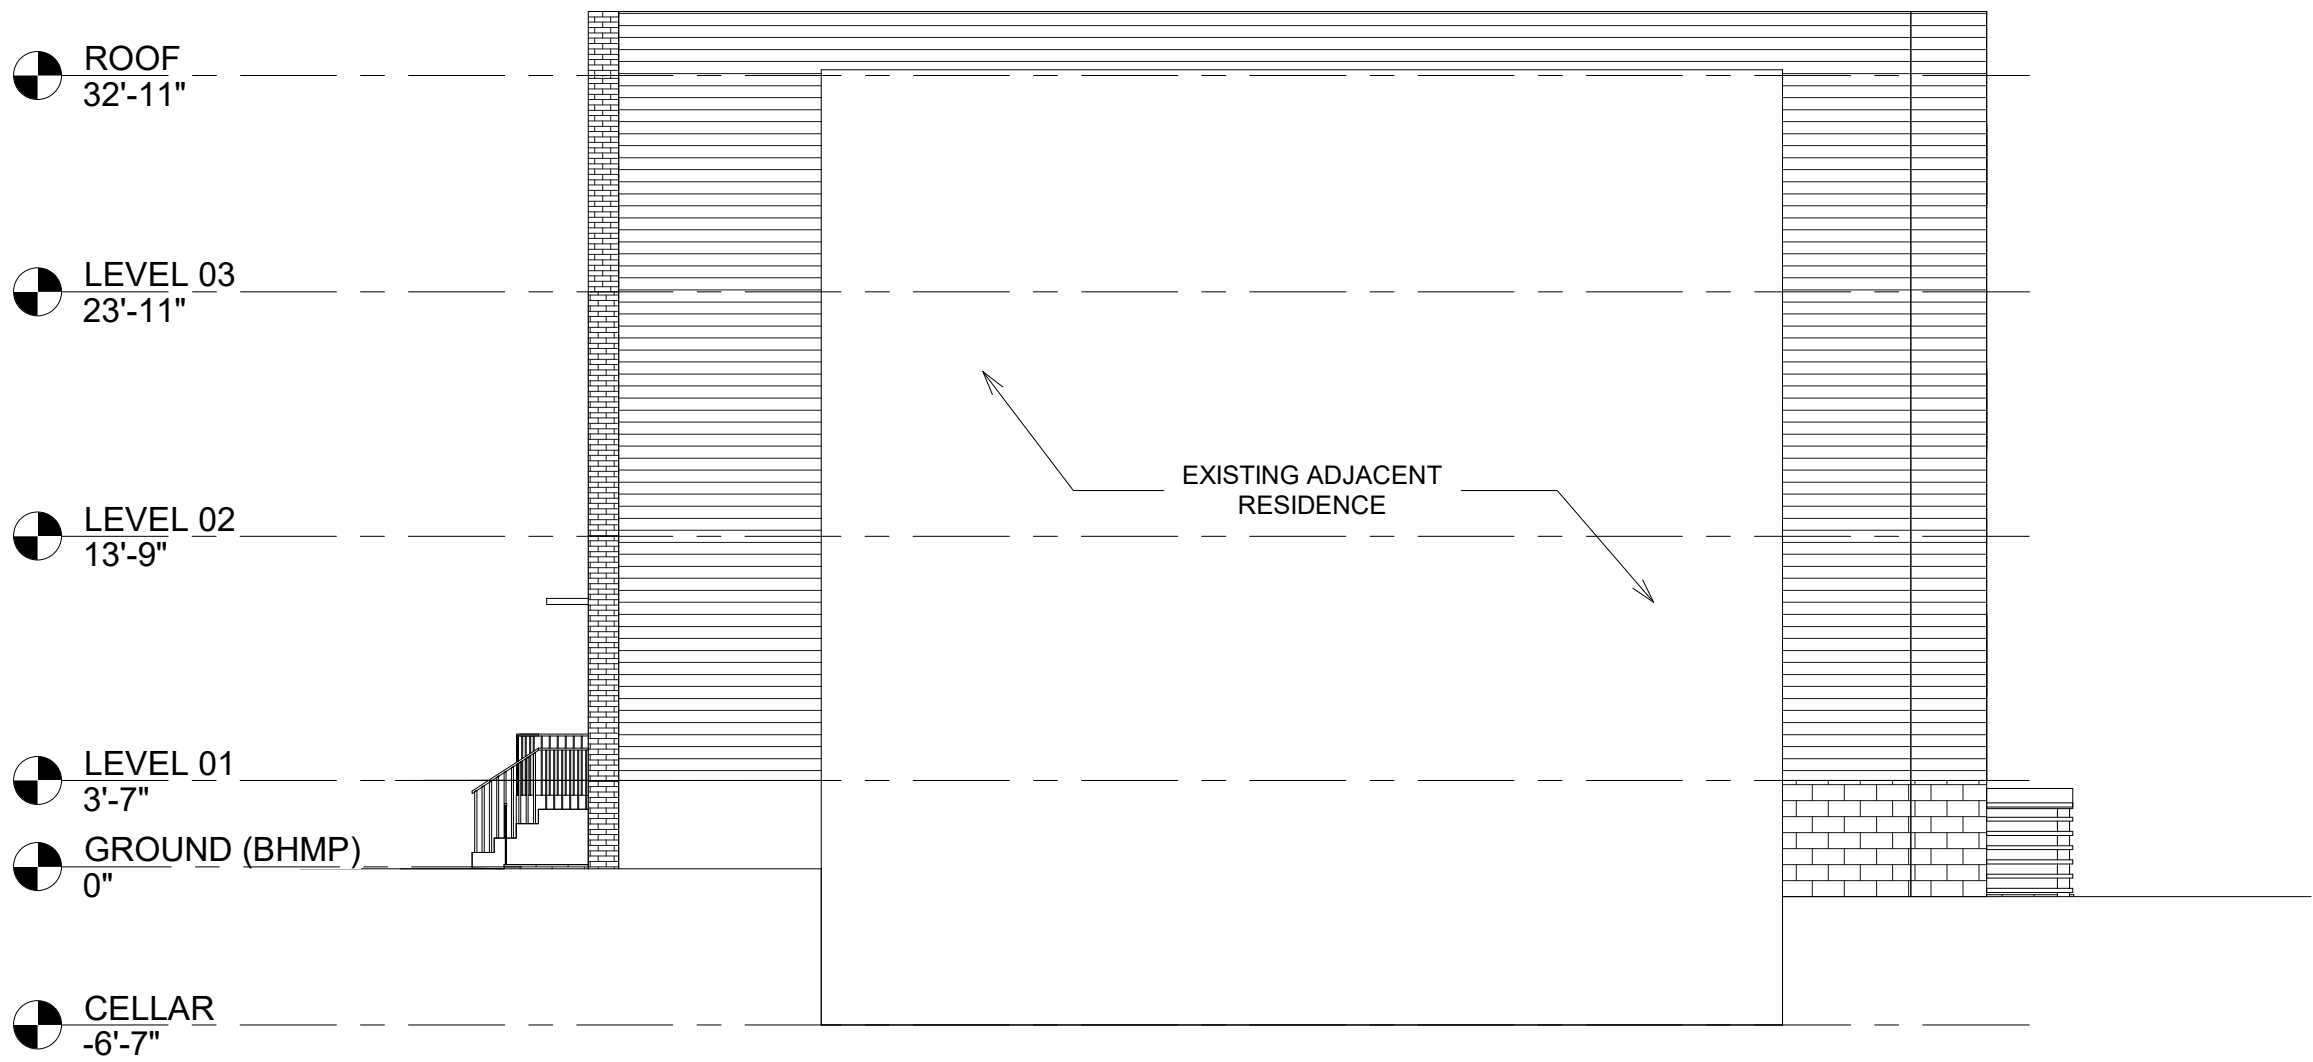 ROOF
32'-11"
LEVEL 03
23'-11"
EXISTING ADJACENT
RESIDENCE
LEVEL 02
13'-9"
LEVEL 01
3'-7"
GROUND (BHMP)
0"
CELLAR
-6'-7"